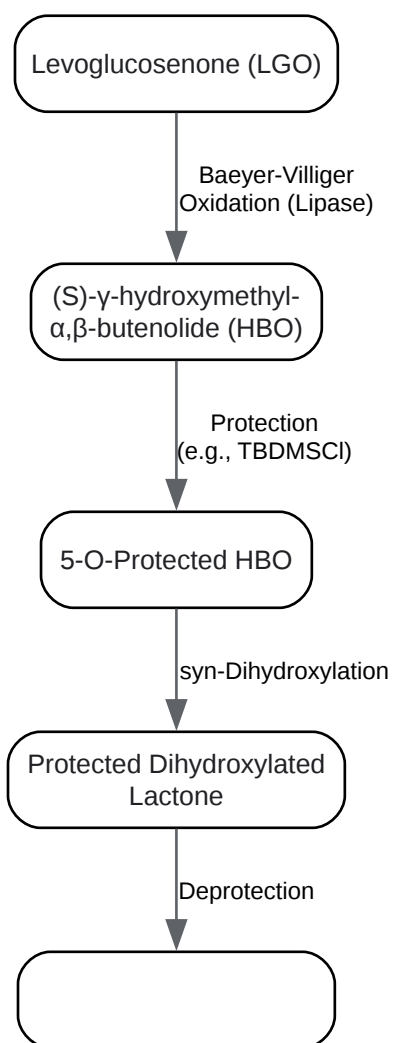 Levoglucosenone (LGO)
Baeyer-Villiger
Oxidation (Lipase)
(S)-γ-hydroxymethyl-
α,β-butenolide (HBO)
Protection
(e.g., TBDMSCl)
5-O-Protected HBO
syn-Dihydroxylation
Protected Dihydroxylated
Lactone
Deprotection